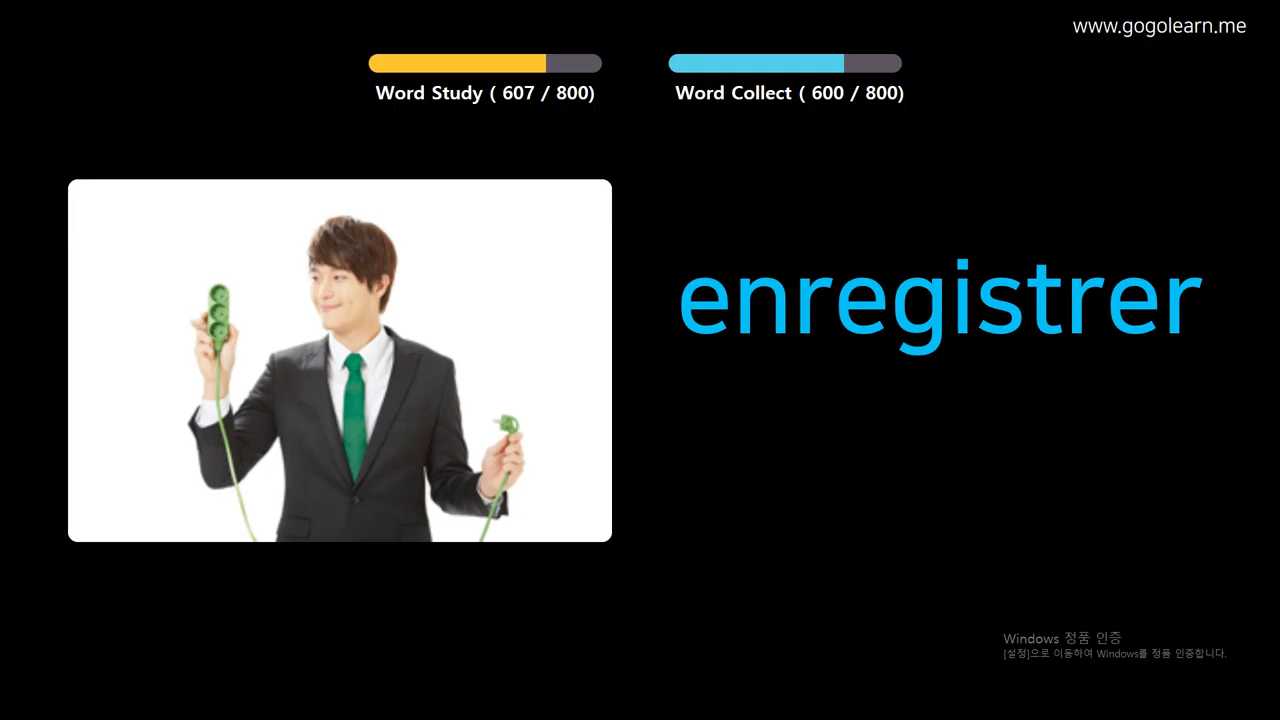 www.gogolearn.me
Word Study ( 607 / 800)
Word Collect ( 600 / 800)
enregistrer
Windows 정품 인증
[설정]으로 이동하여 Windows를 정품 인증합니다.